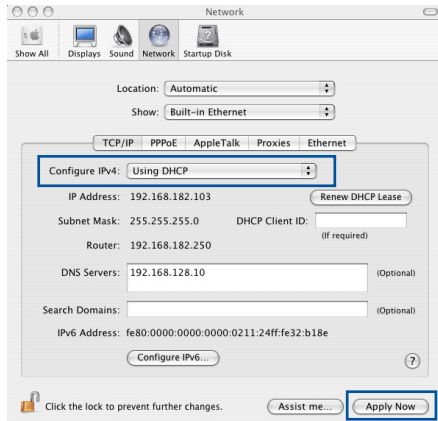 Network
Show All Displays Sound Network Startup Disk
Location: Automatic
Show: Built-in Ethernet
TCP/IP PPPoE AppleTalk Proxies Ethernet
Configure IPv4: Using DHCP
IP Address: 192.168.182.103 Renew DHCP Lease
Subnet Mask: 255.255.255.0 DHCP Client ID:
(If required)
Router: 192.168.182.250
DNS Servers: 192.168.128.10 (Optional)
Search Domains: (Optional)
IPv6 Address: fe80:0000:0000:0000:0211:24ff:fe32:b18e
Configure IPv6... ?
Click the lock to prevent further changes. Assist me... Apply Now